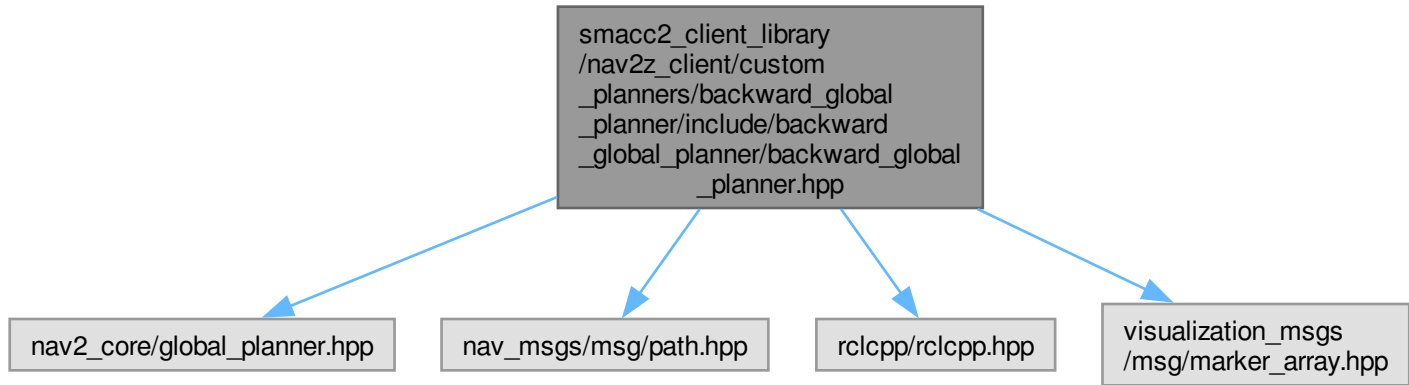 smacc2_client_library
/nav2z_client/custom
_planners/backward_global
_planner/include/backward
_global_planner/backward_global
_planner.hpp
nav2_core/global_planner.hpp
nav_msgs/msg/path.hpp
rclcpp/rclcpp.hpp
visualization_msgs
/msg/marker_array.hpp